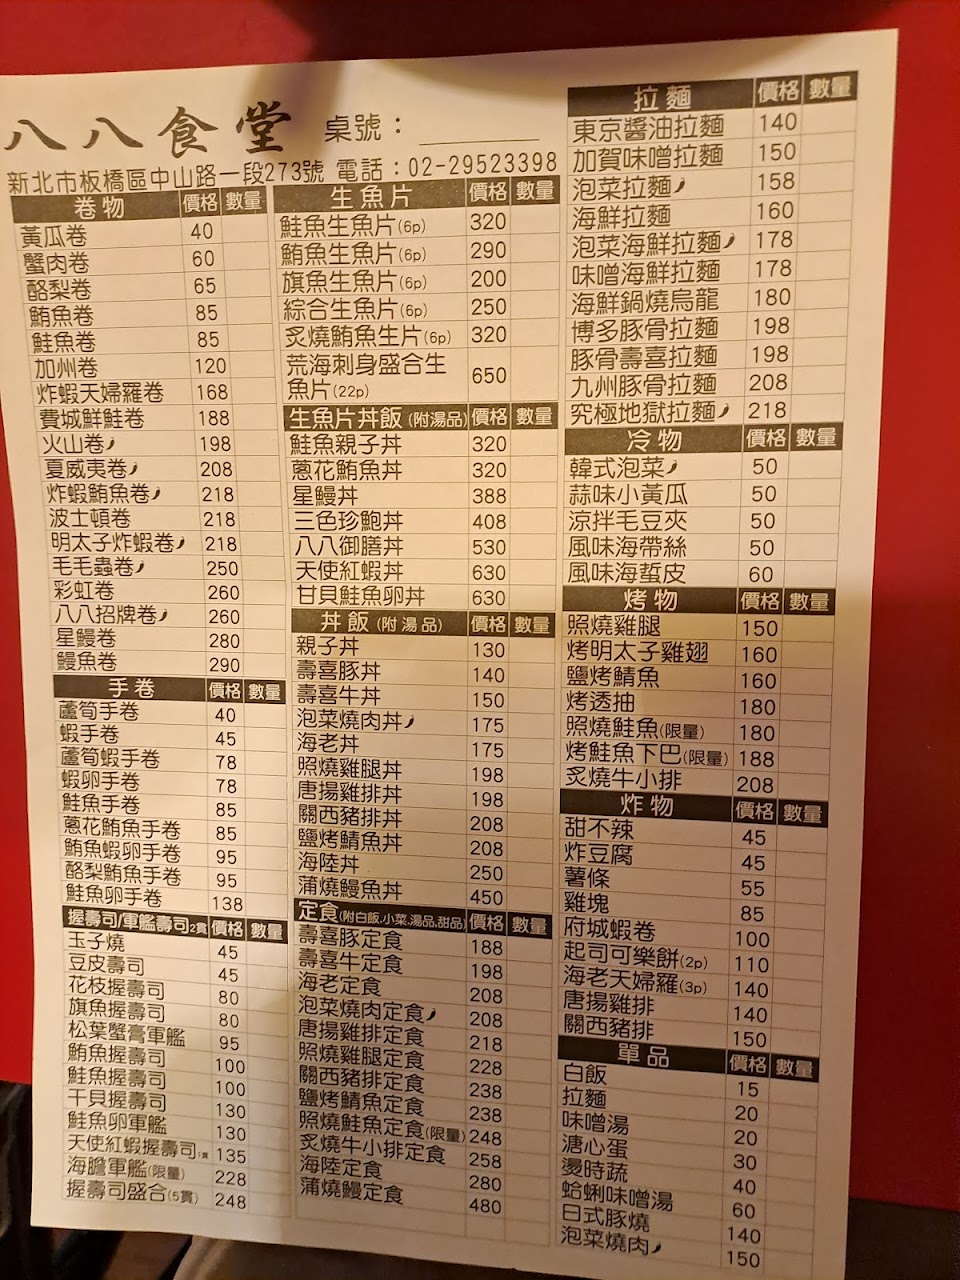 八八食堂 桌號：
新北市板橋區中山路一段273號 電話：02-29523398
卷物 價格 數量
黃瓜卷 40
蟹肉卷 60
酪梨卷 65
鮪魚卷 85
鮭魚卷 85
加州卷 120
炸蝦天婦羅卷 168
費城鮮鮭卷 188
火山卷 198
夏威夷卷 208
炸蝦鮪魚卷 218
波士頓卷 218
明太子炸蝦卷 218
毛毛蟲卷 250
彩虹卷 260
八八招牌卷 260
星鰻卷 280
鰻魚卷 290
手卷 價格 數量
蘆筍手卷 40
蝦手卷 45
蘆筍蝦手卷 78
蝦卵手卷 78
鮭魚手卷 85
蔥花鮪魚手卷 85
鮪魚蝦卵手卷 95
酪梨鮪魚手卷 95
鮭魚卵手卷 138
握壽司/軍艦壽司2貫 價格 數量
玉子燒 45
豆皮壽司 45
花枝握壽司 80
旗魚握壽司 80
松葉蟹膏軍艦 95
鮪魚握壽司 100
鮭魚握壽司 100
干貝握壽司 130
鮭魚卵軍艦 130
天使紅蝦握壽司1貫 135
海膽軍艦(限量) 228
握壽司盛合(5貫) 248
生魚片 價格 數量
鮭魚生魚片(6p) 320
鮪魚生魚片(6p) 290
旗魚生魚片(6p) 200
綜合生魚片(6p) 250
炙燒鮪魚生片(6p) 320
荒海刺身盛合生
魚片(22p) 650
生魚片丼飯(附湯品) 價格 數量
鮭魚親子丼 320
蔥花鮪魚丼 320
星鰻丼 388
三色珍鮑丼 408
八八御膳丼 530
天使紅蝦丼 630
甘貝鮭魚卵丼 630
丼飯(附湯品) 價格 數量
親子丼 130
壽喜豚丼 140
壽喜牛丼 150
泡菜燒肉丼 175
海老丼 175
照燒雞腿丼 198
唐揚雞排丼 198
關西豬排丼 208
鹽烤鯖魚丼 208
海陸丼 250
蒲燒鰻魚丼 450
定食(附白飯.小菜.湯品.甜品) 價格 數量
壽喜豚定食 188
壽喜牛定食 198
海老定食 208
泡菜燒肉定食 208
唐揚雞排定食 218
照燒雞腿定食 228
關西豬排定食 238
鹽烤鯖魚定食 238
照燒鮭魚定食(限量) 248
炙燒牛小排定食 258
海陸定食 280
蒲燒鰻定食 480
拉麵 價格 數量
東京醬油拉麵 140
加賀味噌拉麵 150
泡菜拉麵 158
海鮮拉麵 160
泡菜海鮮拉麵 178
味噌海鮮拉麵 178
海鮮鍋燒烏龍 180
博多豚骨拉麵 198
豚骨壽喜拉麵 198
九州豚骨拉麵 208
究極地獄拉麵 218
冷物 價格 數量
韓式泡菜 50
蒜味小黃瓜 50
涼拌毛豆夾 50
風味海帶絲 50
風味海蜇皮 60
烤物 價格 數量
照燒雞腿 150
烤明太子雞翅 160
鹽烤鯖魚 160
烤透抽 180
照燒鮭魚(限量) 180
烤鮭魚下巴(限量) 188
炙燒牛小排 208
炸物 價格 數量
甜不辣 45
炸豆腐 45
薯條 55
雞塊 85
府城蝦卷 100
起司可樂餅(2p) 110
海老天婦羅(3p) 140
唐揚雞排 140
關西豬排 150
單品 價格 數量
白飯 15
拉麵 20
味噌湯 20
溏心蛋 30
燙時蔬 40
蛤蜊味噌湯 60
日式豚燒 140
泡菜燒肉 150